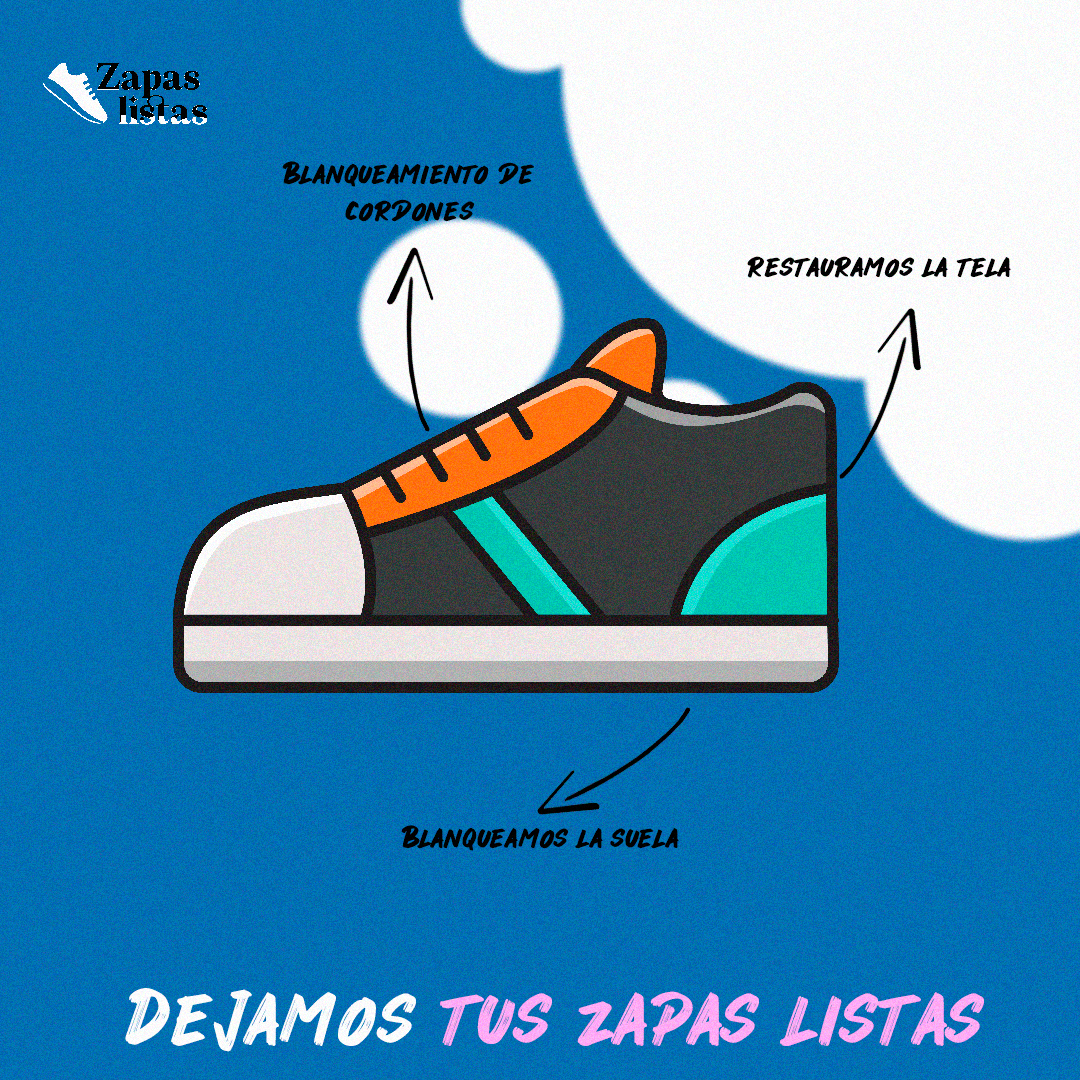 Zapas
listas
BLANQUEAMIENTO DE
CORDONES
RESTAURAMOS LA TELA
BLANQUEAMOS LA SUELA
DEJAMOS TUS ZAPAS LISTAS